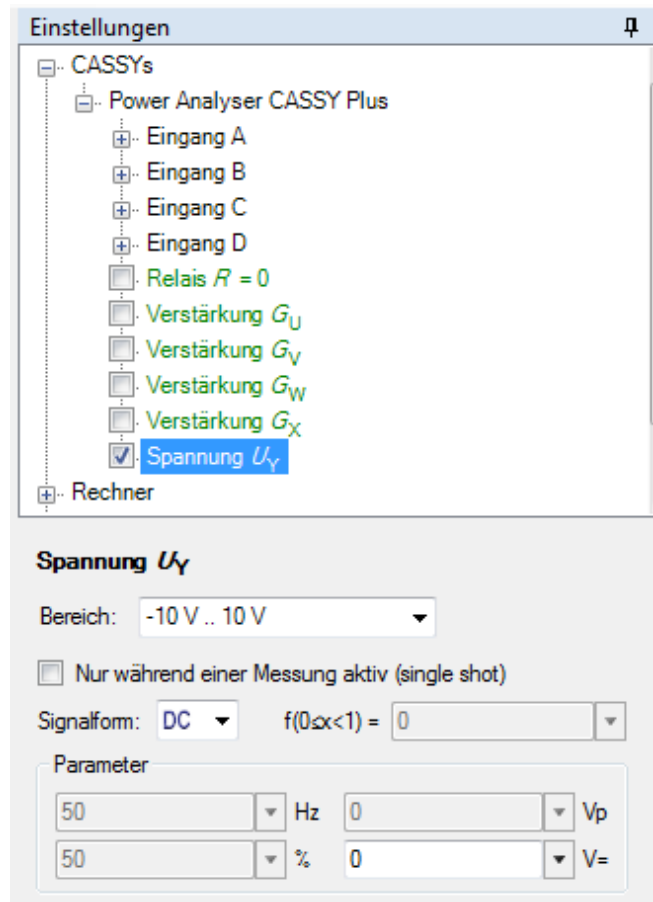 Einstellungen
CASSYs
Power Analyser CASSY Plus
Eingang A
Eingang B
Eingang C
Eingang D
Relais R = 0
Verstärkung GU
Verstärkung GV
Verstärkung GW
Verstärkung GX
Spannung UY
Rechner
Spannung UY
Bereich: -10 V .. 10 V
Nur während einer Messung aktiv (single shot)
Signalform: DC f(0≤x<1) = 0
Parameter
50 Hz 0 Vp
50 % 0 V=